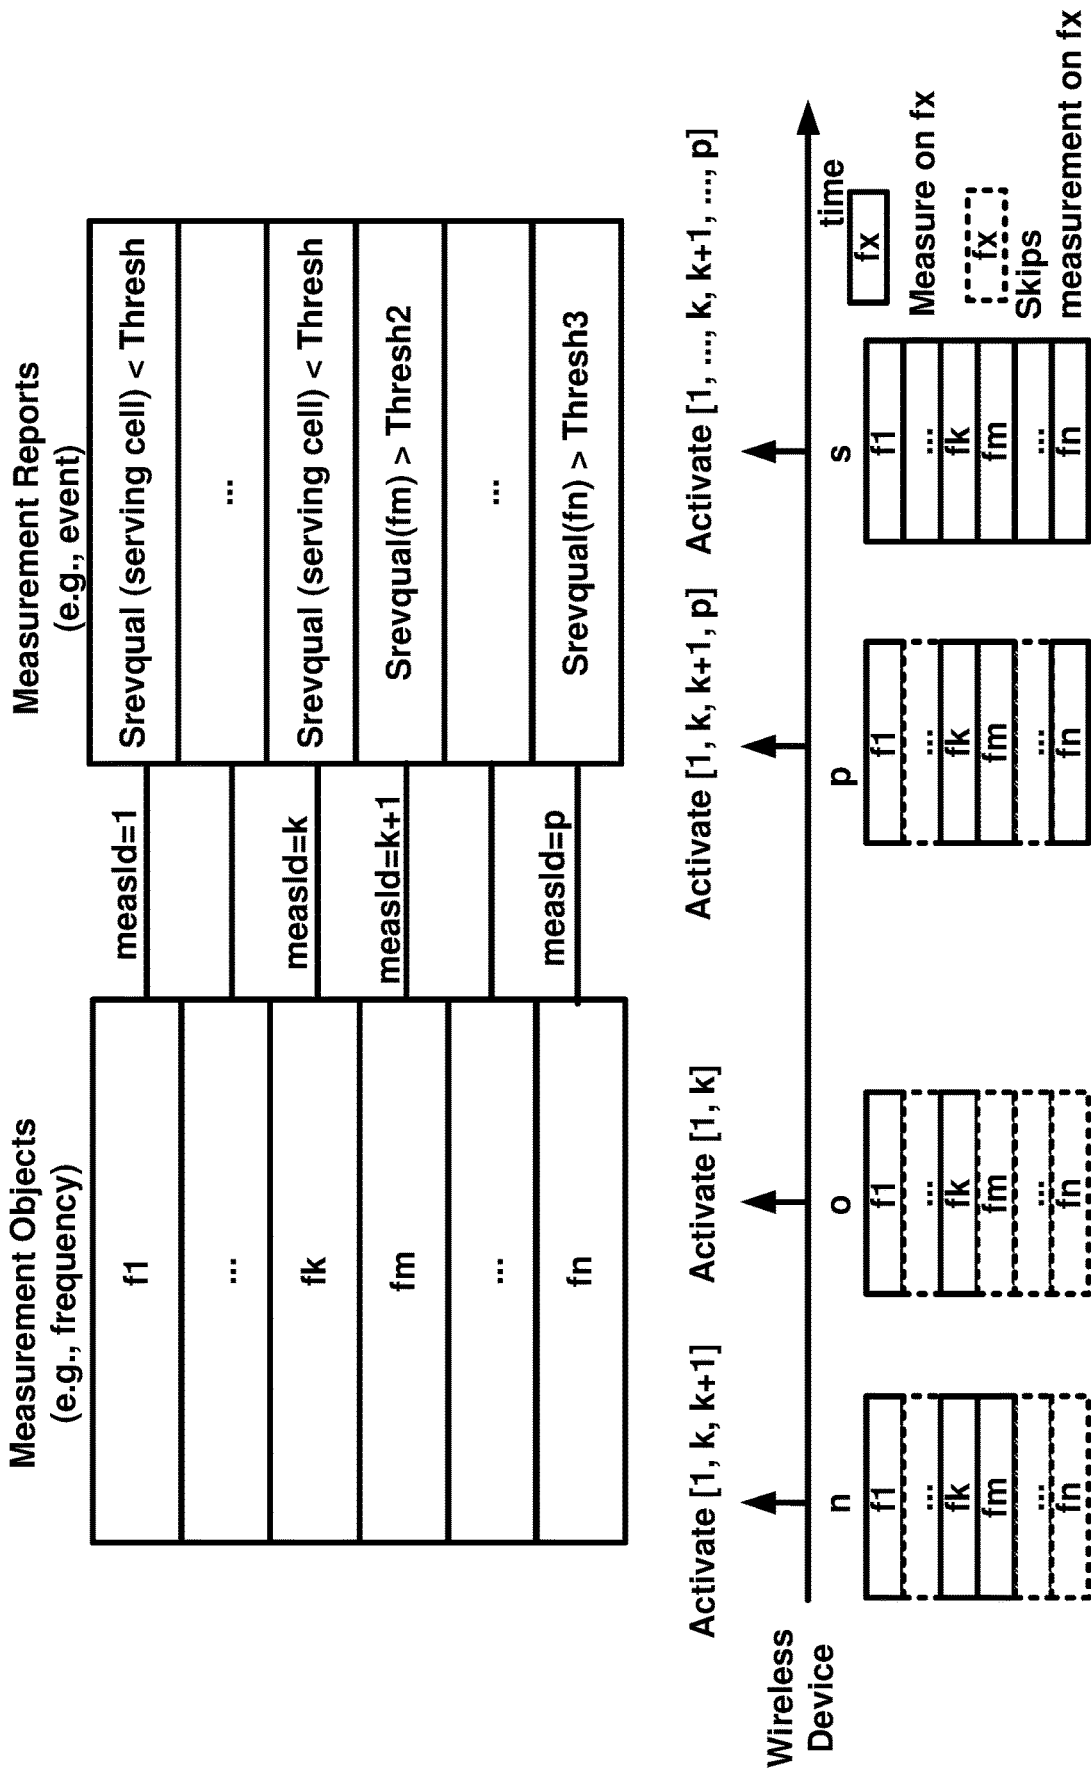 Measurement Objects
(e.g., frequency)
f1
...
fk
fm
...
fn
measId=1
measId=k
measId=k+1
measId=p
Measurement Reports
(e.g., event)
Srevqual (serving cell) < Thresh
...
Srevqual (serving cell) < Thresh
Srevqual(fm) > Thresh2
...
Srevqual(fn) > Thresh3
Activate [1, k, k+1]
Activate [1, k]
Activate [1, k, k+1, p]
Activate [1, ..., k, k+1, ..., p]
Wireless
Device
time
n
f1
...
fk
fm
...
fn
o
f1
...
fk
fm
...
fn
p
f1
...
fk
fm
...
fn
s
f1
...
fk
fm
...
fn
fx
Measure on fx
fx
Skips
measurement on fx